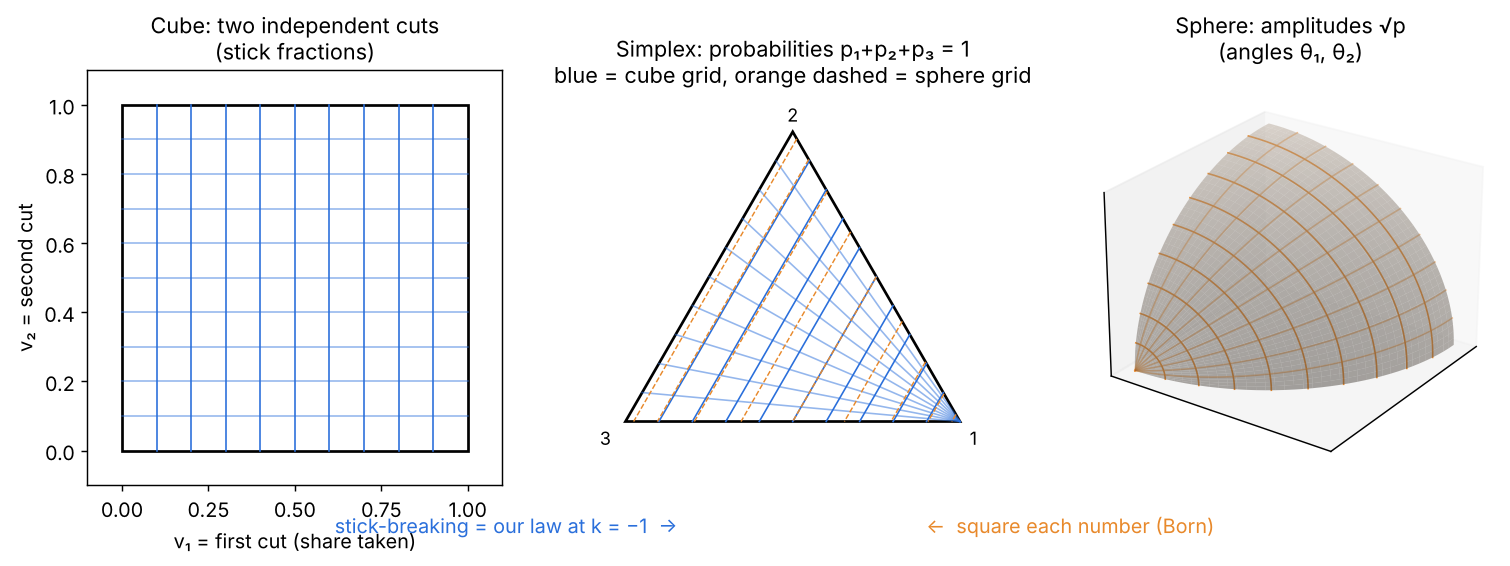 Cube: two independent cuts
(stick fractions)
1.0
0.8
0.6
0.4
0.2
0.0
v₂ = second cut
0.00 0.25 0.50 0.75 1.00
v₁ = first cut (share taken)
stick-breaking = our law at k = −1 →
Simplex: probabilities p₁+p₂+p₃ = 1
blue = cube grid, orange dashed = sphere grid
2
3
1
Sphere: amplitudes √p
(angles θ₁, θ₂)
← square each number (Born)